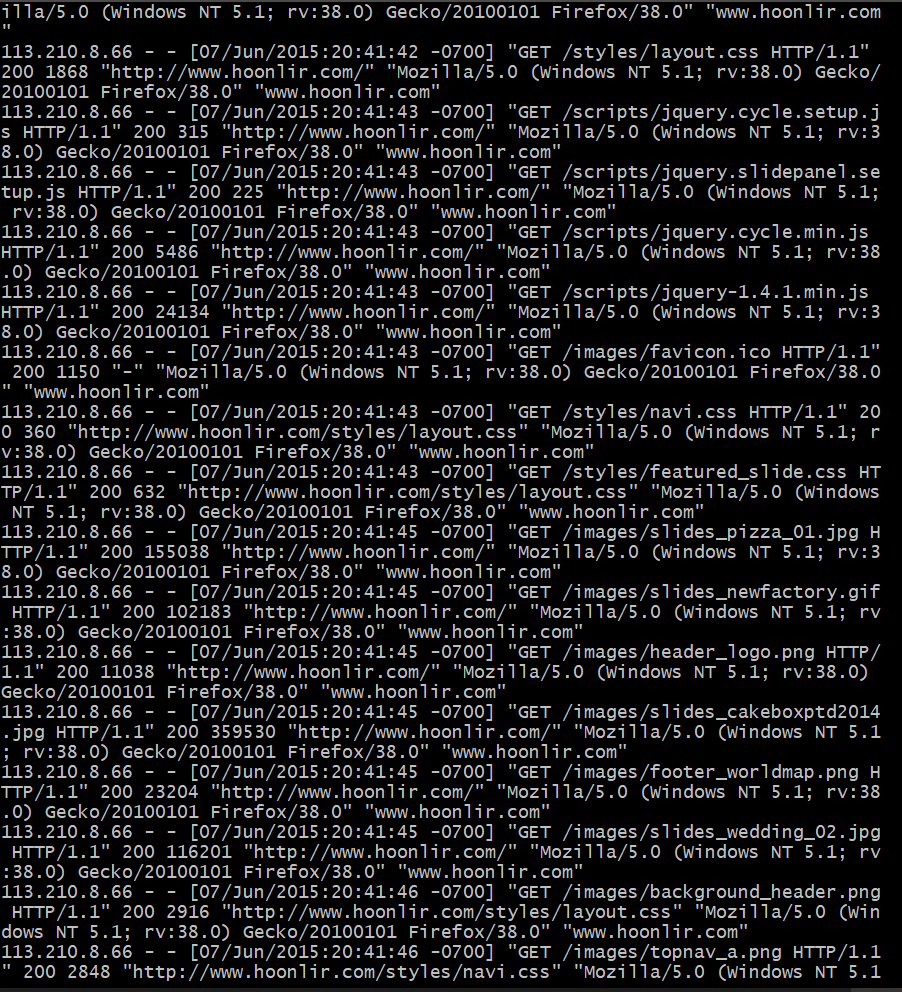 illa/5.0 (Windows NT 5.1; rv:38.0) Gecko/20100101 Firefox/38.0" "www.hoonlir.com
"
113.210.8.66 - - [07/Jun/2015:20:41:42 -0700] "GET /styles/layout.css HTTP/1.1"
200 1868 "http://www.hoonlir.com/" "Mozilla/5.0 (Windows NT 5.1; rv:38.0) Gecko/
20100101 Firefox/38.0" "www.hoonlir.com"
113.210.8.66 - - [07/Jun/2015:20:41:43 -0700] "GET /scripts/jquery.cycle.setup.j
s HTTP/1.1" 200 315 "http://www.hoonlir.com/" "Mozilla/5.0 (Windows NT 5.1; rv:3
8.0) Gecko/20100101 Firefox/38.0" "www.hoonlir.com"
113.210.8.66 - - [07/Jun/2015:20:41:43 -0700] "GET /scripts/jquery.slidepanel.se
tup.js HTTP/1.1" 200 225 "http://www.hoonlir.com/" "Mozilla/5.0 (Windows NT 5.1;
 rv:38.0) Gecko/20100101 Firefox/38.0" "www.hoonlir.com"
113.210.8.66 - - [07/Jun/2015:20:41:43 -0700] "GET /scripts/jquery.cycle.min.js
HTTP/1.1" 200 5486 "http://www.hoonlir.com/" "Mozilla/5.0 (Windows NT 5.1; rv:38
.0) Gecko/20100101 Firefox/38.0" "www.hoonlir.com"
113.210.8.66 - - [07/Jun/2015:20:41:43 -0700] "GET /scripts/jquery-1.4.1.min.js
HTTP/1.1" 200 24134 "http://www.hoonlir.com/" "Mozilla/5.0 (Windows NT 5.1; rv:3
8.0) Gecko/20100101 Firefox/38.0" "www.hoonlir.com"
113.210.8.66 - - [07/Jun/2015:20:41:43 -0700] "GET /images/favicon.ico HTTP/1.1"
 200 1150 "-" "Mozilla/5.0 (Windows NT 5.1; rv:38.0) Gecko/20100101 Firefox/38.0
" "www.hoonlir.com"
113.210.8.66 - - [07/Jun/2015:20:41:43 -0700] "GET /styles/navi.css HTTP/1.1" 20
0 360 "http://www.hoonlir.com/styles/layout.css" "Mozilla/5.0 (Windows NT 5.1; r
v:38.0) Gecko/20100101 Firefox/38.0" "www.hoonlir.com"
113.210.8.66 - - [07/Jun/2015:20:41:43 -0700] "GET /styles/featured_slide.css HT
TP/1.1" 200 632 "http://www.hoonlir.com/styles/layout.css" "Mozilla/5.0 (Windows
 NT 5.1; rv:38.0) Gecko/20100101 Firefox/38.0" "www.hoonlir.com"
113.210.8.66 - - [07/Jun/2015:20:41:45 -0700] "GET /images/slides_pizza_01.jpg H
TTP/1.1" 200 155038 "http://www.hoonlir.com/" "Mozilla/5.0 (Windows NT 5.1; rv:3
8.0) Gecko/20100101 Firefox/38.0" "www.hoonlir.com"
113.210.8.66 - - [07/Jun/2015:20:41:45 -0700] "GET /images/slides_newfactory.gif
 HTTP/1.1" 200 102183 "http://www.hoonlir.com/" "Mozilla/5.0 (Windows NT 5.1; rv
:38.0) Gecko/20100101 Firefox/38.0" "www.hoonlir.com"
113.210.8.66 - - [07/Jun/2015:20:41:45 -0700] "GET /images/header_logo.png HTTP/
1.1" 200 11038 "http://www.hoonlir.com/" "Mozilla/5.0 (Windows NT 5.1; rv:38.0)
Gecko/20100101 Firefox/38.0" "www.hoonlir.com"
113.210.8.66 - - [07/Jun/2015:20:41:45 -0700] "GET /images/slides_cakeboxptd2014
.jpg HTTP/1.1" 200 359530 "http://www.hoonlir.com/" "Mozilla/5.0 (Windows NT 5.1
; rv:38.0) Gecko/20100101 Firefox/38.0" "www.hoonlir.com"
113.210.8.66 - - [07/Jun/2015:20:41:45 -0700] "GET /images/footer_worldmap.png H
TTP/1.1" 200 23204 "http://www.hoonlir.com/" "Mozilla/5.0 (Windows NT 5.1; rv:38
.0) Gecko/20100101 Firefox/38.0" "www.hoonlir.com"
113.210.8.66 - - [07/Jun/2015:20:41:45 -0700] "GET /images/slides_wedding_02.jpg
 HTTP/1.1" 200 116201 "http://www.hoonlir.com/" "Mozilla/5.0 (Windows NT 5.1; rv
:38.0) Gecko/20100101 Firefox/38.0" "www.hoonlir.com"
113.210.8.66 - - [07/Jun/2015:20:41:46 -0700] "GET /images/background_header.png
 HTTP/1.1" 200 2916 "http://www.hoonlir.com/styles/layout.css" "Mozilla/5.0 (Win
dows NT 5.1; rv:38.0) Gecko/20100101 Firefox/38.0" "www.hoonlir.com"
113.210.8.66 - - [07/Jun/2015:20:41:46 -0700] "GET /images/topnav_a.png HTTP/1.1
" 200 2848 "http://www.hoonlir.com/styles/navi.css" "Mozilla/5.0 (Windows NT 5.1